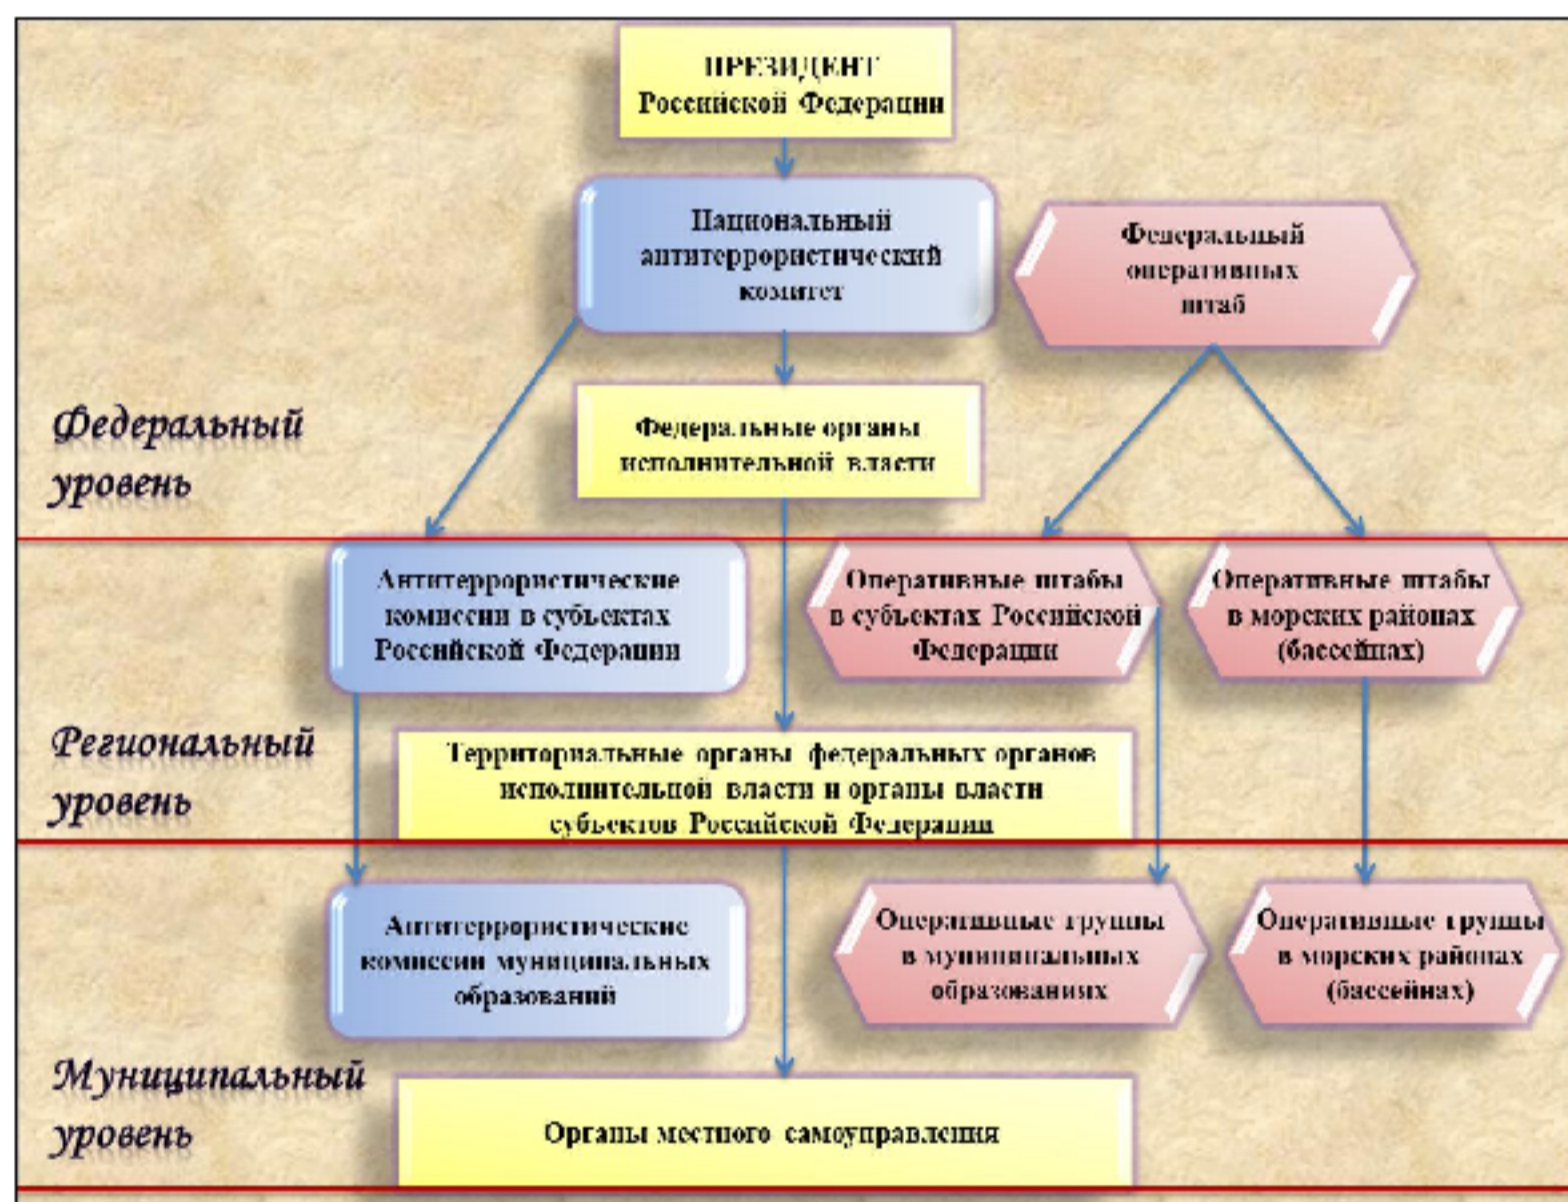 ПРЕЗИДЕНТ
Российской Федерации
Национальный
антитеррористический
комитет
Федеральный
оперативных
штаб
Федеральные органы
исполнительной власти
Федеральный
уровень
Антитеррористические
комиссии в субъектах
Российской Федерации
Оперативные штабы
в субъектах Российской
Федерации
Оперативные штабы
в морских районах
(бассейнах)
Территориальные органы федеральных органов
исполнительной власти и органы власти
субъектов Российской Федерации
Региональный
уровень
Антитеррористические
комиссии муниципальных
образований
Оперативные группы
в муниципальных
образованиях
Оперативные группы
в морских районах
(бассейнах)
Муниципальный
уровень
Органы местного самоуправления